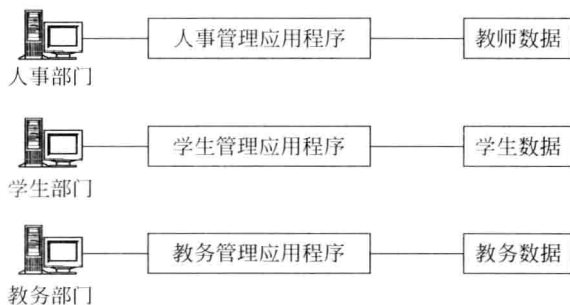 人事管理应用程序 教师数据
人事部门
学生管理应用程序 学生数据
学生部门
教务管理应用程序 教务数据
教务部门